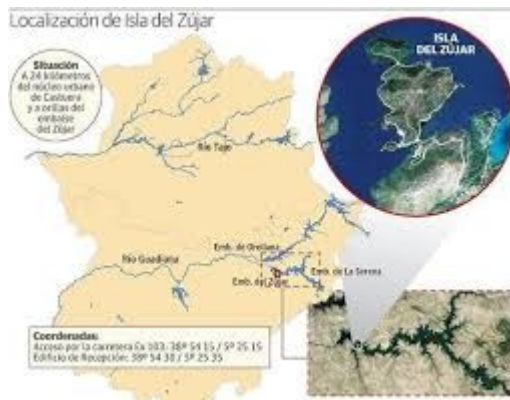 Localización de Isla del Zújar
Situación
A 24 kilómetros
del núcleo urbano
de Castuera
y a orillas del
embalse
del Zújar
ISLA
DEL ZÚJAR
Río Tajo
Emb. de Orellana
Río Guadiana
Emb. de La Serena
Emb. del Zújar
Coordenadas:
Acceso por la carretera Ex 103: 38º 54 15 / 5º 25 15
Edificio de Recepción: 38º 54 30 / 5º 25 35